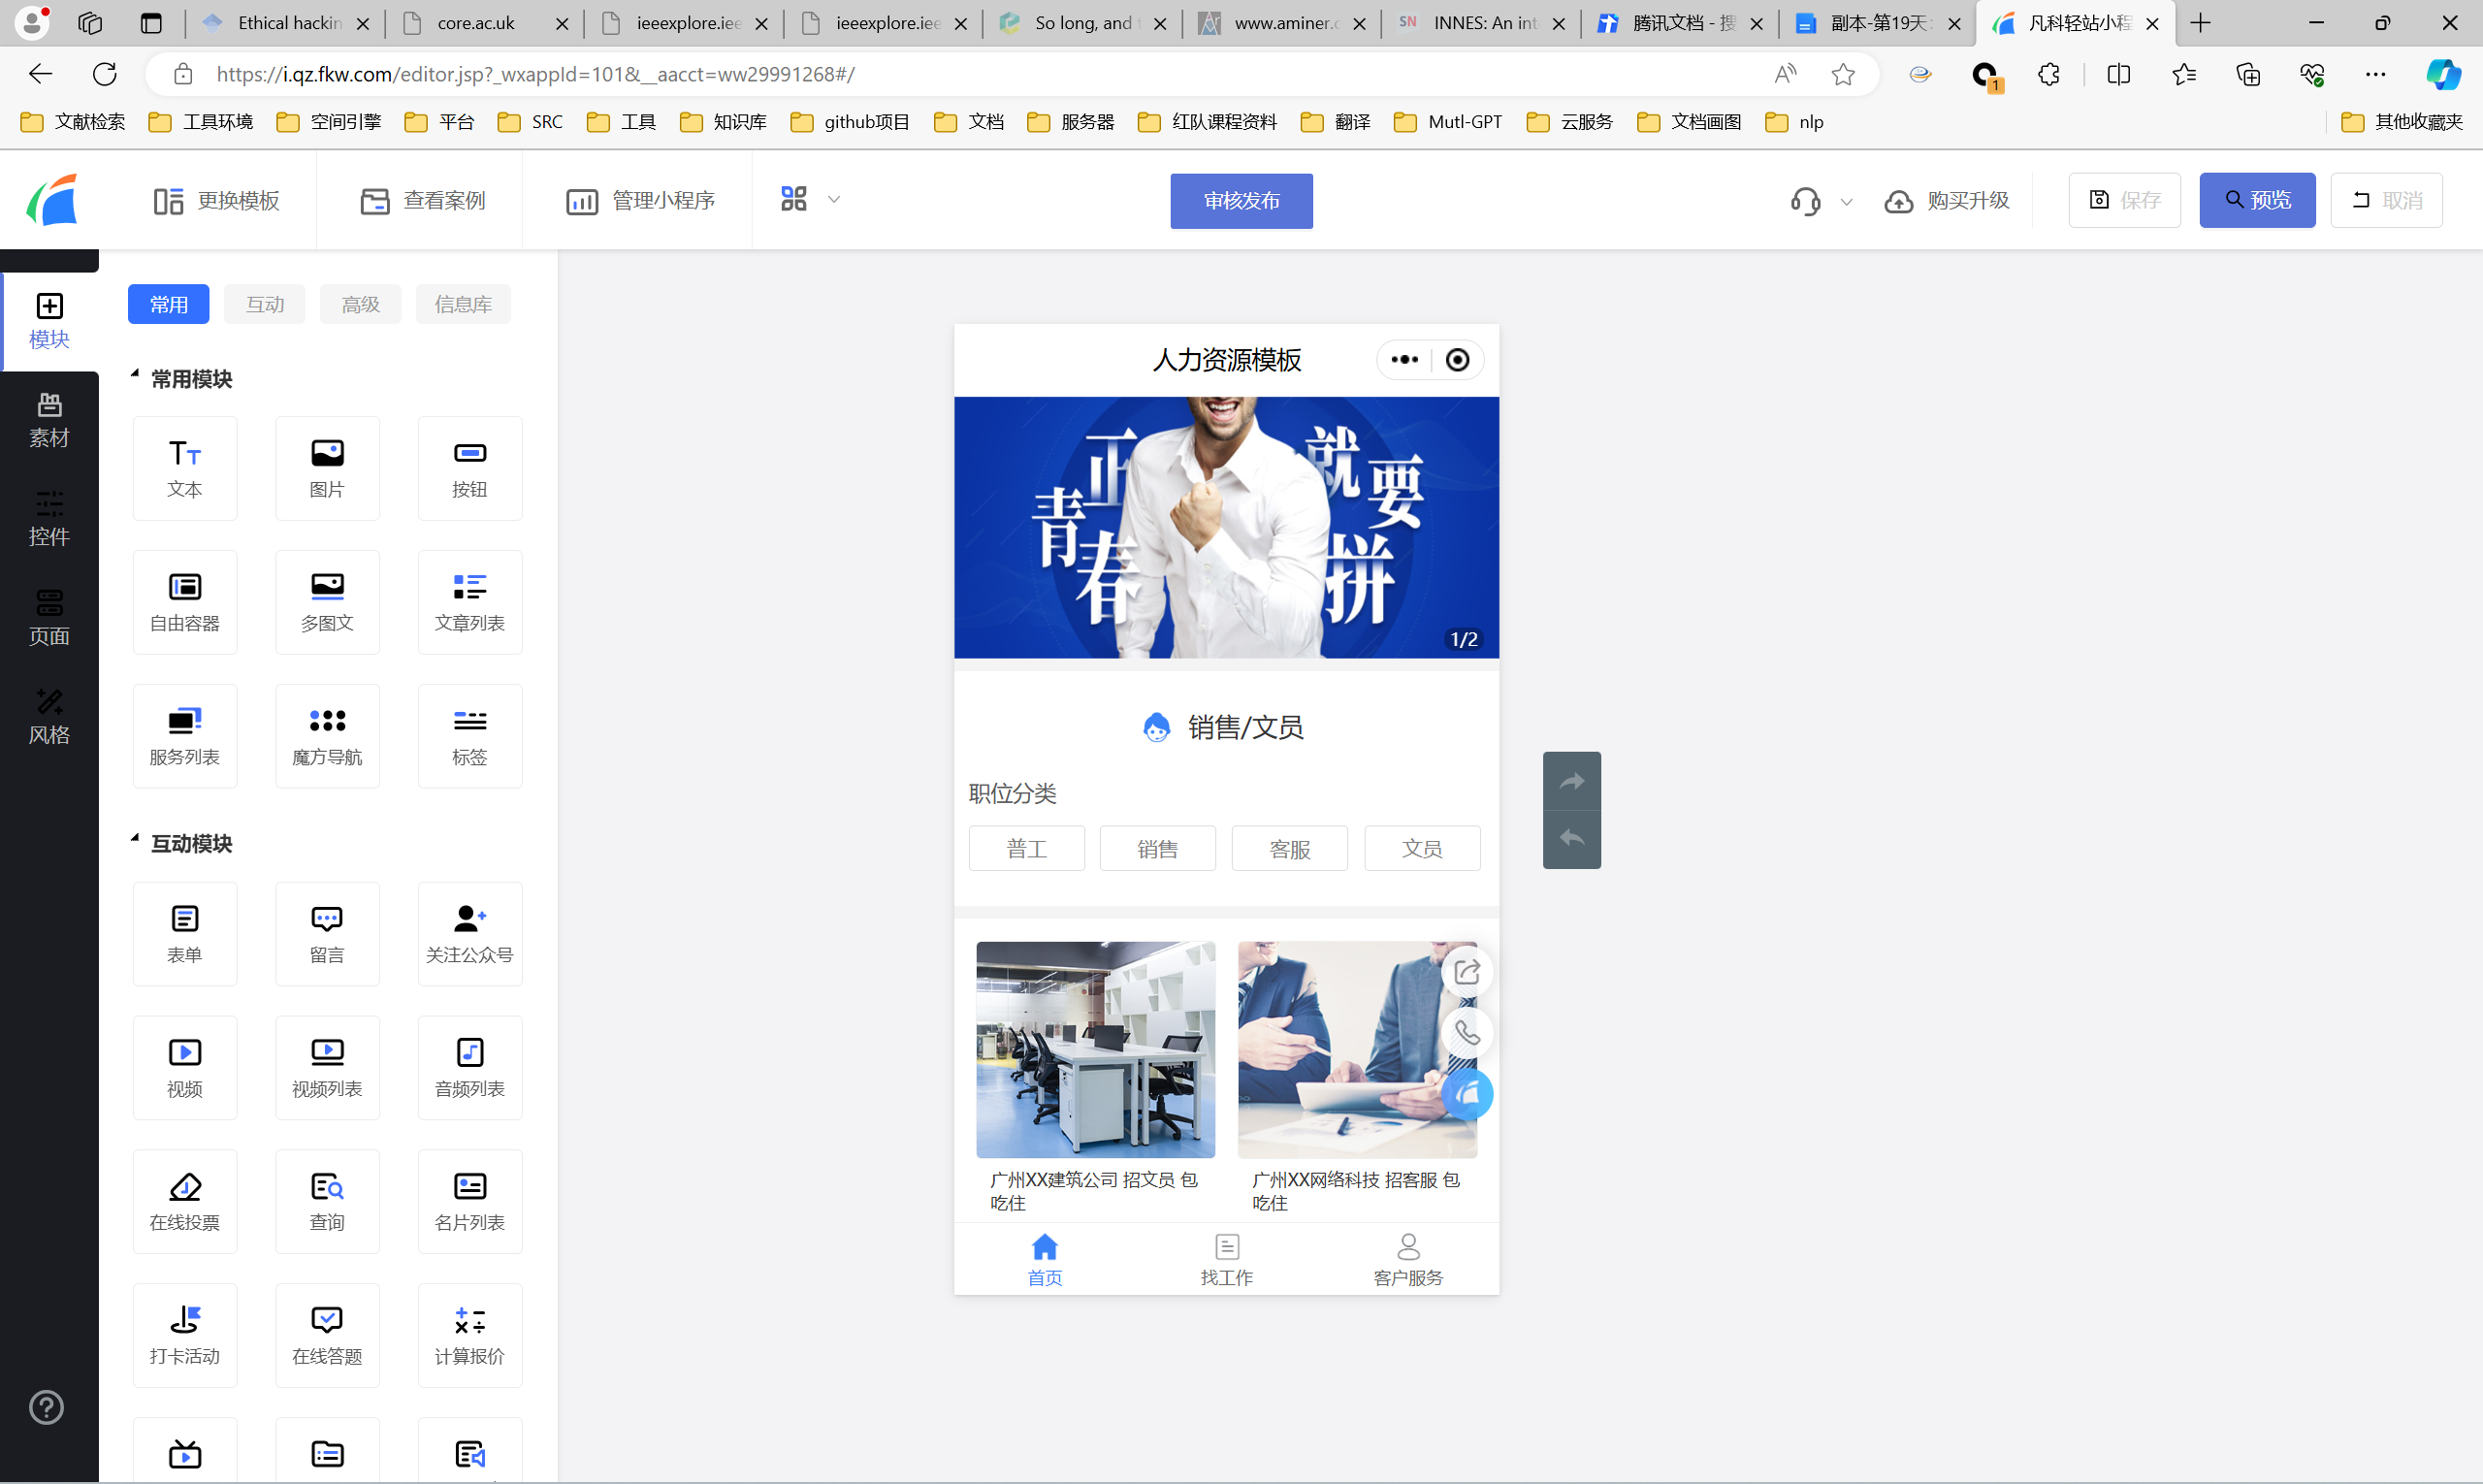 Ethical hackin
core.ac.uk
ieeexplore.iee
ieeexplore.iee
So long, and t
www.aminer.c
SN INNES: An int
腾讯文档 - 搜
副本-第19天:
凡科轻站小程
https://i.qz.fkw.com/editor.jsp?_wxappId=101&__aacct=ww29991268#/
1
文献检索
工具环境
空间引擎
平台
SRC
工具
知识库
github项目
文档
服务器
红队课程资料
翻译
Mutl-GPT
云服务
文档画图
nlp
其他收藏夹
更换模板
查看案例
管理小程序
审核发布
购买升级
保存
预览
取消
模块
素材
控件
页面
风格
常用
互动
高级
信息库
常用模块
文本
图片
按钮
自由容器
多图文
文章列表
服务列表
魔方导航
标签
互动模块
表单
留言
关注公众号
视频
视频列表
音频列表
在线投票
查询
名片列表
打卡活动
在线答题
计算报价
人力资源模板
正
青
春
就
要
拼
1/2
销售/文员
职位分类
普工
销售
客服
文员
广州XX建筑公司 招文员 包
吃住
广州XX网络科技 招客服 包
吃住
首页
找工作
客户服务